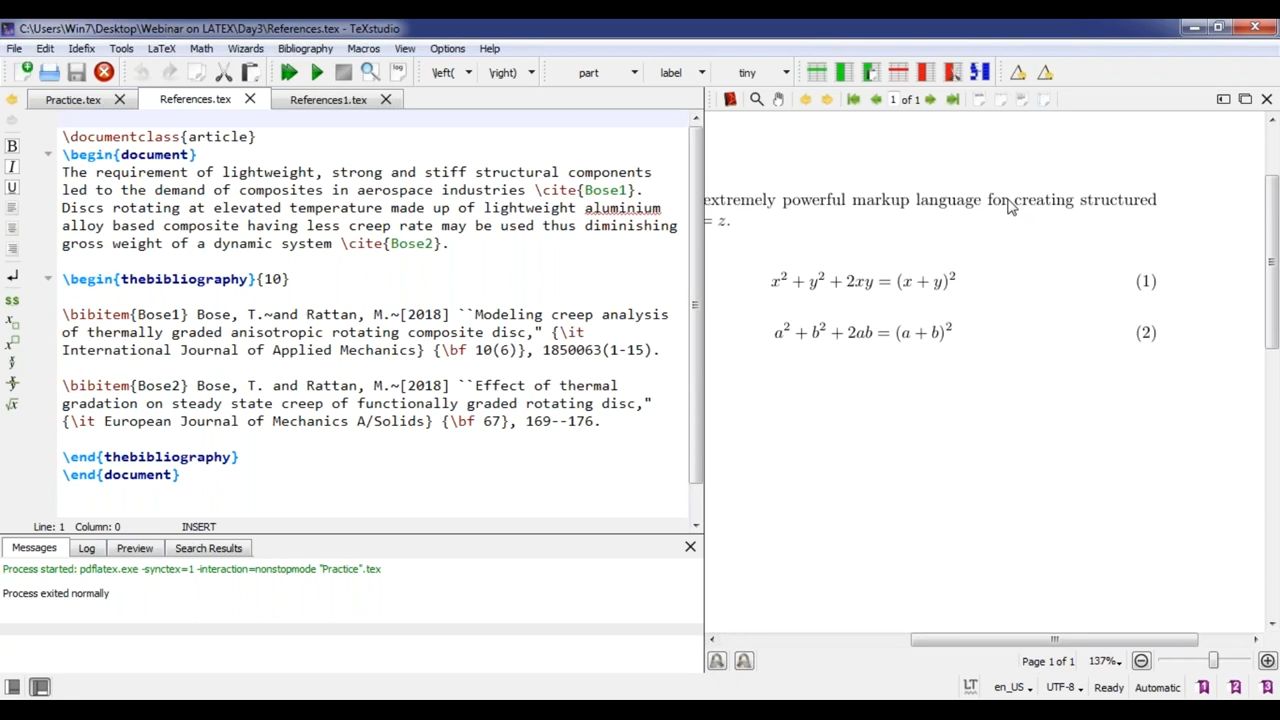 C:\Users\Win7\Desktop\Webinar on LATEX\Day3\References.tex - TeXstudio
File Edit Idefix Tools LaTeX Math Wizards Bibliography Macros View Options Help
log \left( \right) part label tiny
Practice.tex References.tex References1.tex
1 of 1
\documentclass{article}
\begin{document}
The requirement of lightweight, strong and stiff structural components
led to the demand of composites in aerospace industries \cite{Bose1}.
Discs rotating at elevated temperature made up of lightweight aluminium
alloy based composite having less creep rate may be used thus diminishing
gross weight of a dynamic system \cite{Bose2}.
\begin{thebibliography}{10}
\bibitem{Bose1} Bose, T.~and Rattan, M.~[2018] ``Modeling creep analysis
of thermally graded anisotropic rotating composite disc," {\it
International Journal of Applied Mechanics} {\bf 10(6)}, 1850063(1-15).
\bibitem{Bose2} Bose, T. and Rattan, M.~[2018] ``Effect of thermal
gradation on steady state creep of functionally graded rotating disc,"
{\it European Journal of Mechanics A/Solids} {\bf 67}, 169--176.
\end{thebibliography}
\end{document}
Line: 1 Column: 0 INSERT
Messages Log Preview Search Results
Process started: pdflatex.exe -synctex=1 -interaction=nonstopmode "Practice".tex
Process exited normally
extremely powerful markup language for creating structured
= z.
x² + y² + 2xy = (x + y)² (1)
a² + b² + 2ab = (a + b)² (2)
Page 1 of 1 137%
LT en_US UTF-8 Ready Automatic 1 2 3